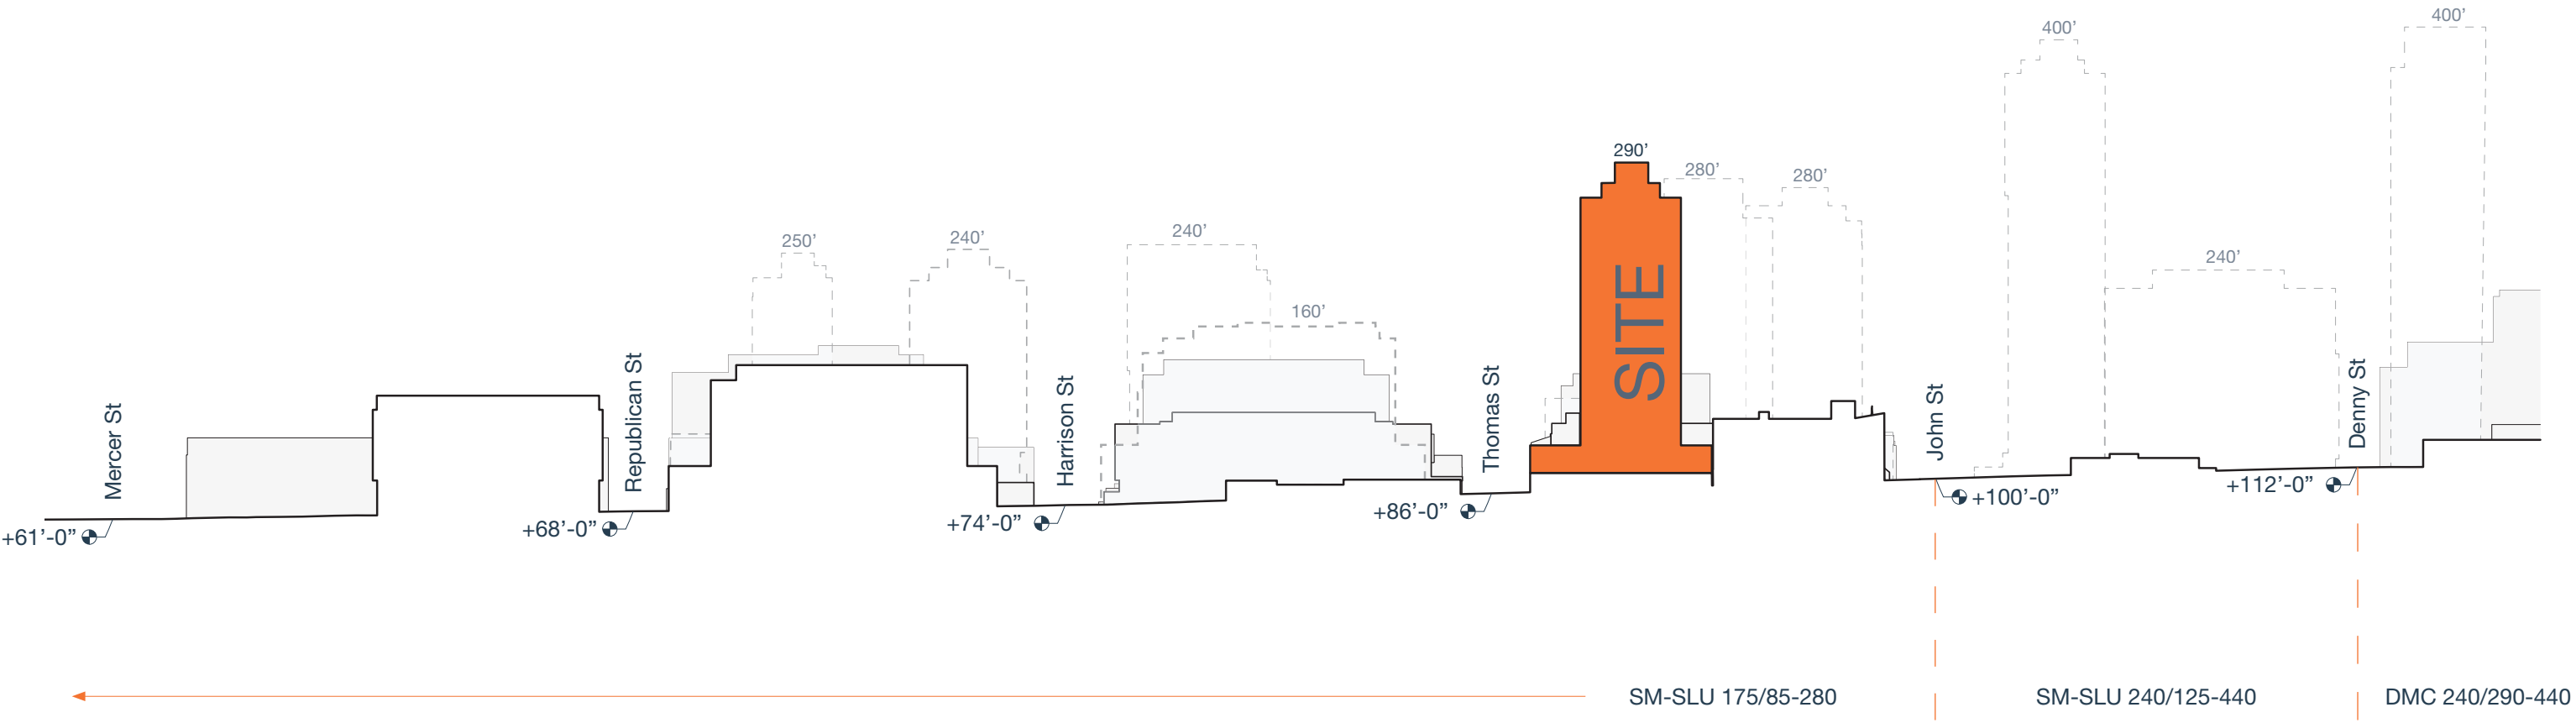 400’
400’
290’
280’
280’
250’
240’
240’
240’
160’
SITE
Mercer St
Republican St
Harrison St
Thomas St
John St
Denny St
+61’-0”
+68’-0”
+74’-0”
+86’-0”
+100’-0”
+112’-0”
SM-SLU 175/85-280
SM-SLU 240/125-440
DMC 240/290-440